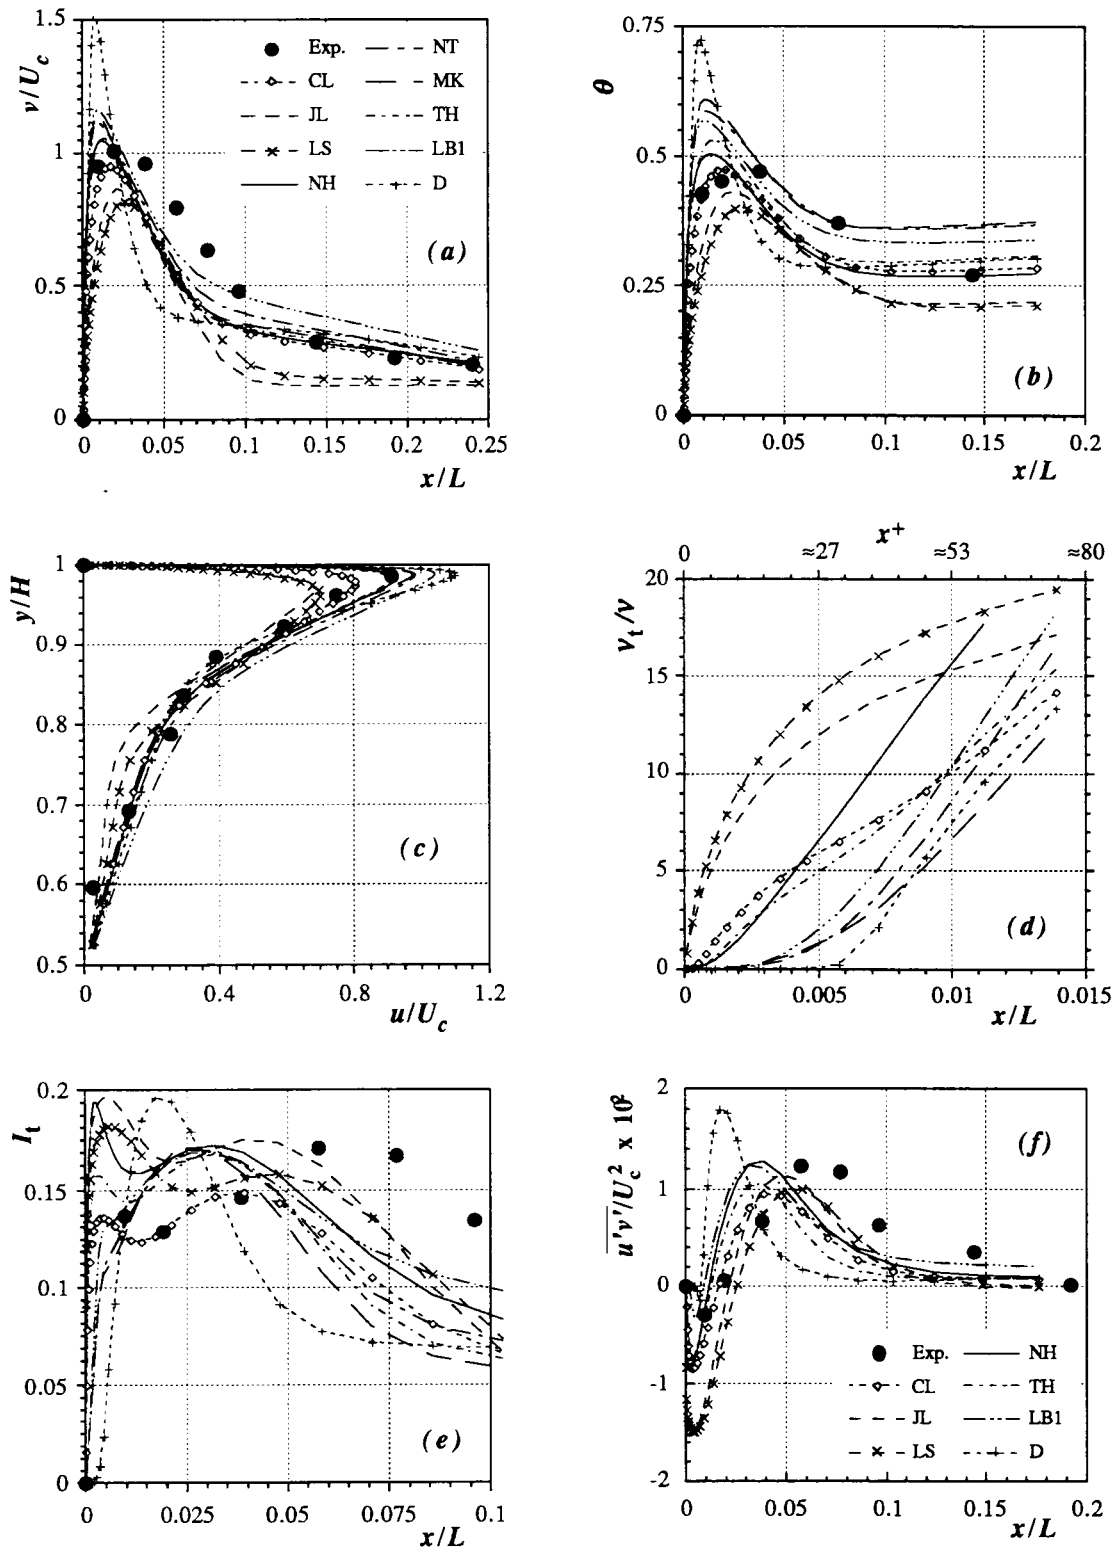 1.5
1
0.5
0
v/U_c
Exp.
CL
JL
LS
NH
NT
MK
TH
LB1
D
(a)
0 0.05 0.1 0.15 0.2 0.25
x/L
0.75
0.5
0.25
0
θ
(b)
0 0.05 0.1 0.15 0.2
x/L
1
0.9
0.8
0.7
0.6
0.5
y/H
(c)
0 0.4 0.8 1.2
u/U_c
x⁺
0 ≈27 ≈53 ≈80
20
15
10
5
0
ν_t/ν
(d)
0 0.005 0.01 0.015
x/L
0.2
0.15
0.1
0.05
0
I_t
(e)
0 0.025 0.05 0.075 0.1
x/L
2
1
0
-1
-2
u'v'/U_c² x 10²
(f)
Exp.
CL
JL
LS
NH
TH
LB1
D
0 0.05 0.1 0.15 0.2
x/L